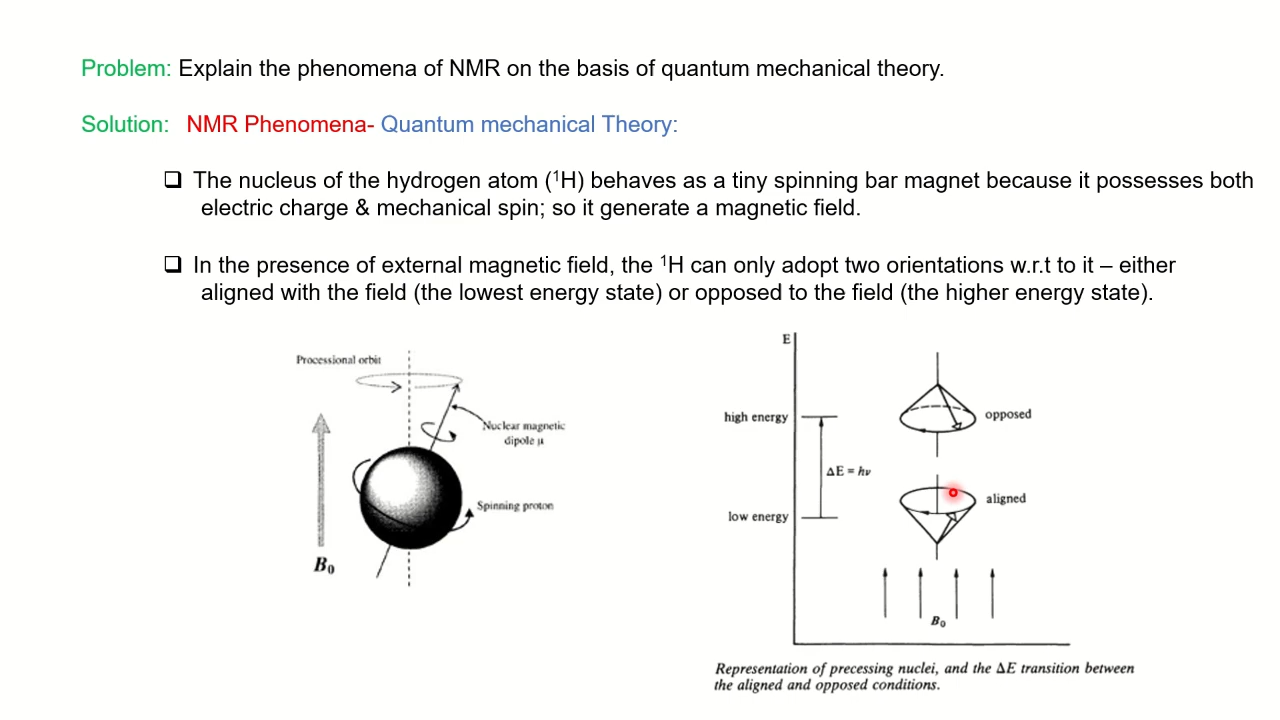 Problem: Explain the phenomena of NMR on the basis of quantum mechanical theory.
Solution: NMR Phenomena- Quantum mechanical Theory:
❑ The nucleus of the hydrogen atom (¹H) behaves as a tiny spinning bar magnet because it possesses both
electric charge & mechanical spin; so it generate a magnetic field.
❑ In the presence of external magnetic field, the ¹H can only adopt two orientations w.r.t to it – either
aligned with the field (the lowest energy state) or opposed to the field (the higher energy state).
Processional orbit
Nuclear magnetic
dipole μ
Spinning proton
B₀
E
high energy
opposed
ΔE = hν
aligned
low energy
B₀
Representation of precessing nuclei, and the ΔE transition between
the aligned and opposed conditions.